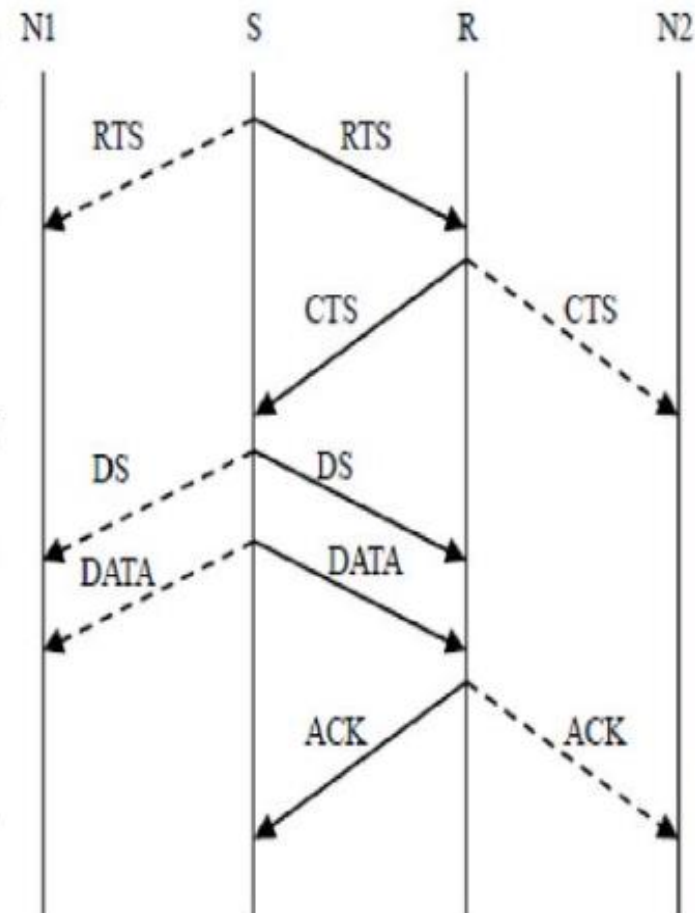 N1 S R N2
RTS RTS
CTS CTS
DS DS
DATA DATA
ACK ACK